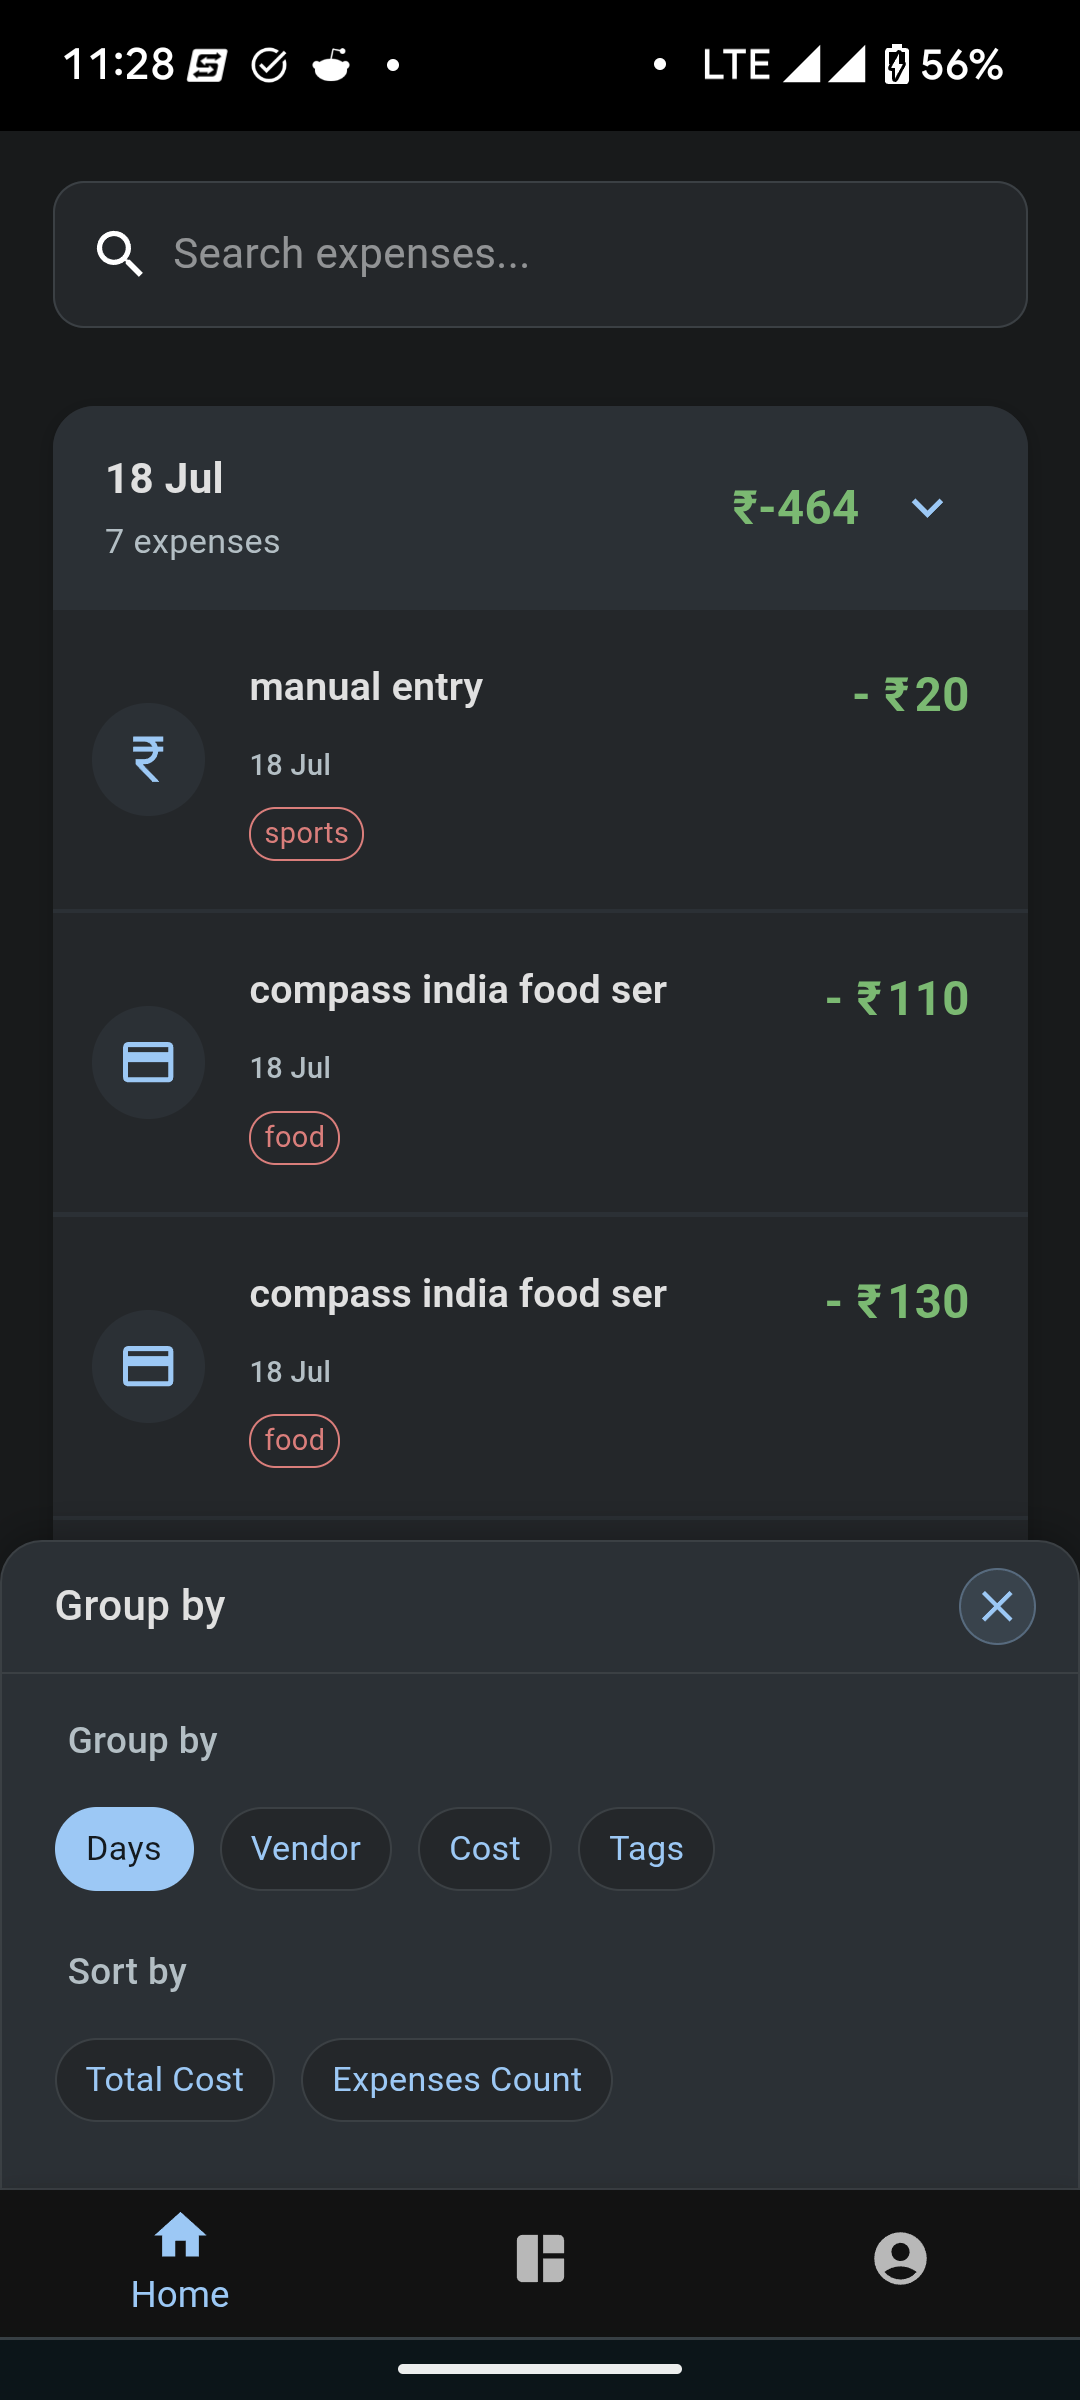 11:28 LTE 56%
Search expenses...
18 Jul
7 expenses
₹-464
manual entry
- ₹20
18 Jul
sports
compass india food ser
- ₹110
18 Jul
food
compass india food ser
- ₹130
18 Jul
food
Group by
Group by
Days Vendor Cost Tags
Sort by
Total Cost Expenses Count
Home